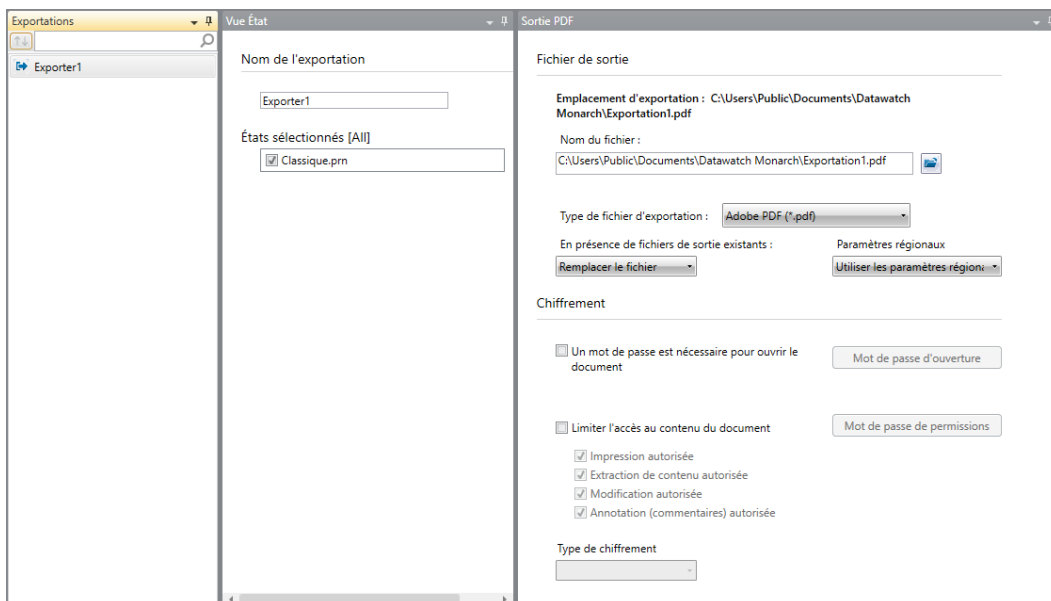 Exportations
Exporter1
Vue État
Nom de l'exportation
Exporter1
États sélectionnés [All]
Classique.prn
Sortie PDF
Fichier de sortie
Emplacement d'exportation : C:\Users\Public\Documents\Datawatch
Monarch\Exportation1.pdf
Nom du fichier :
C:\Users\Public\Documents\Datawatch Monarch\Exportation1.pdf
Type de fichier d'exportation :
Adobe PDF (*.pdf)
En présence de fichiers de sortie existants :
Paramètres régionaux
Remplacer le fichier
Utiliser les paramètres régiona
Chiffrement
Un mot de passe est nécessaire pour ouvrir le
document
Mot de passe d'ouverture
Limiter l'accès au contenu du document
Mot de passe de permissions
Impression autorisée
Extraction de contenu autorisée
Modification autorisée
Annotation (commentaires) autorisée
Type de chiffrement